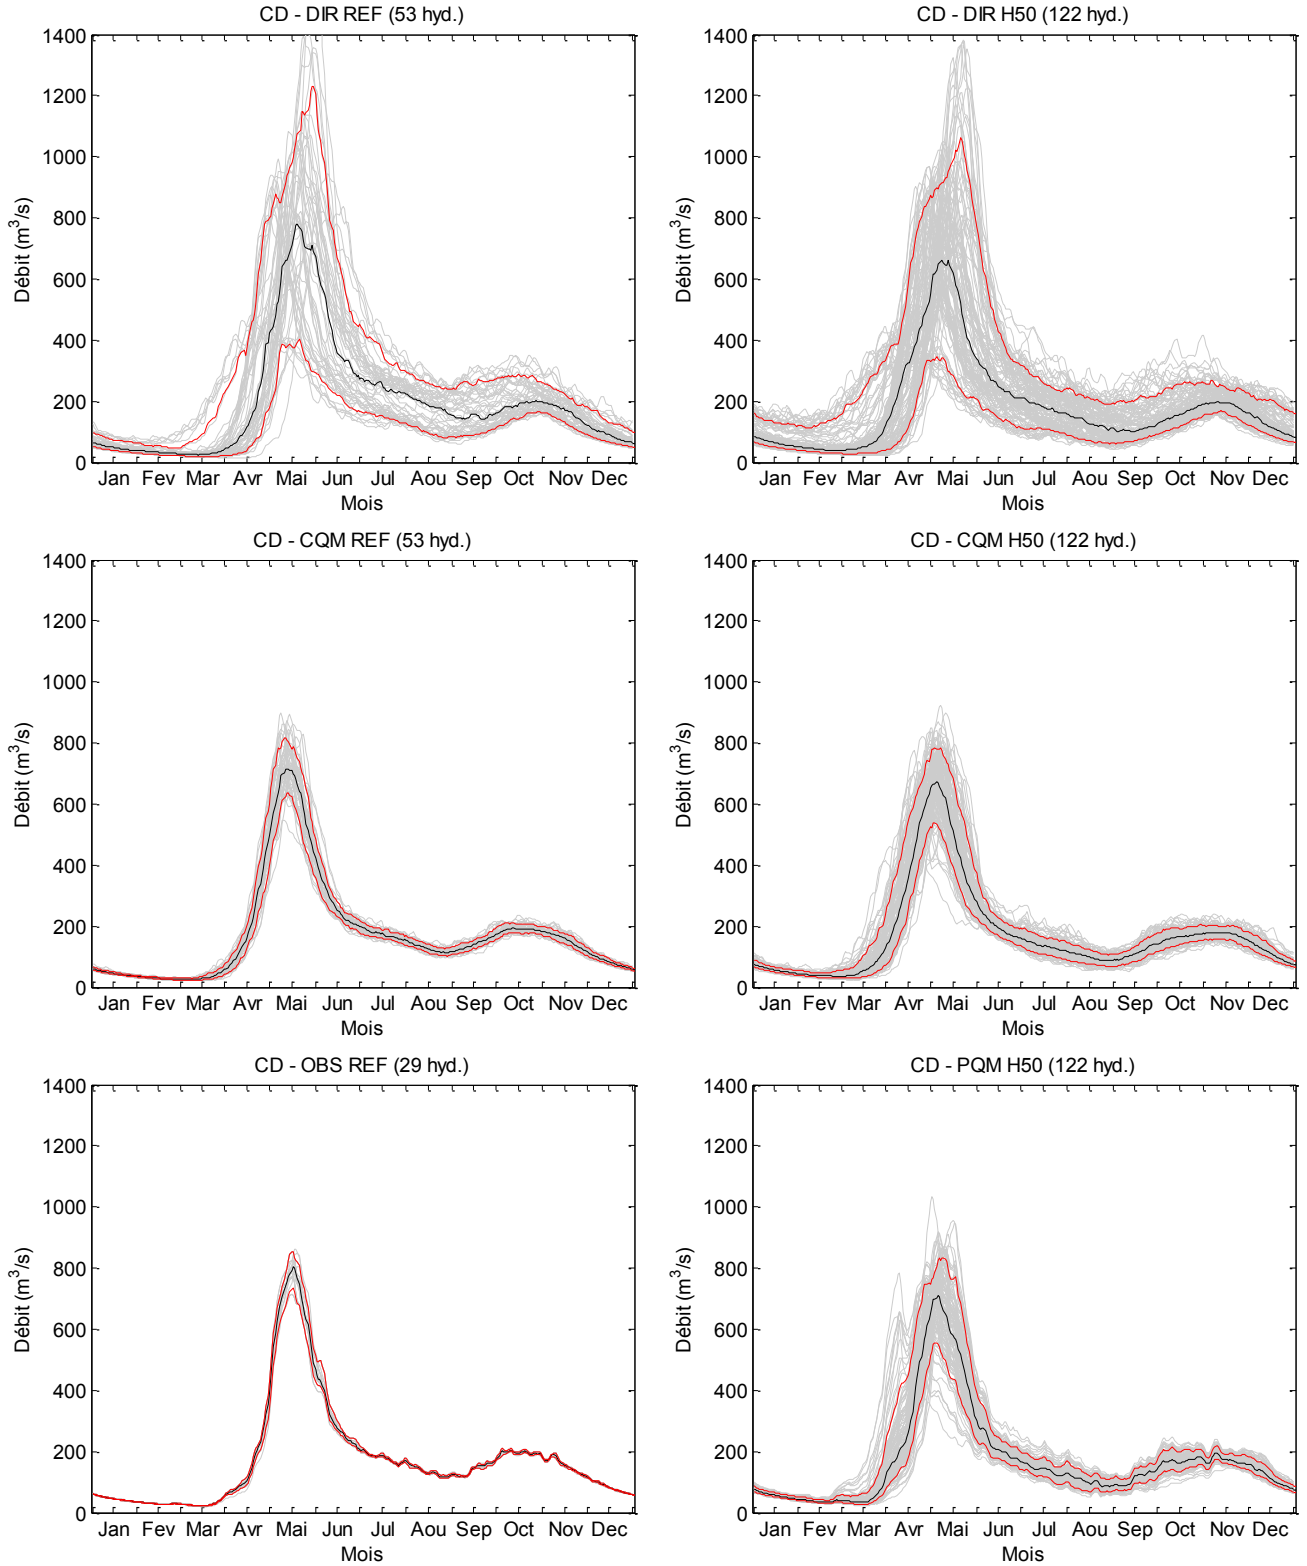 CD - DIR REF (53 hyd.)
1400
1200
1000
800
600
400
200
0
Débit (m³/s)
Jan Fev Mar Avr Mai Jun Jul Aou Sep Oct Nov Dec
Mois
CD - DIR H50 (122 hyd.)
1400
1200
1000
800
600
400
200
0
Débit (m³/s)
Jan Fev Mar Avr Mai Jun Jul Aou Sep Oct Nov Dec
Mois
CD - CQM REF (53 hyd.)
1400
1200
1000
800
600
400
200
0
Débit (m³/s)
Jan Fev Mar Avr Mai Jun Jul Aou Sep Oct Nov Dec
Mois
CD - CQM H50 (122 hyd.)
1400
1200
1000
800
600
400
200
0
Débit (m³/s)
Jan Fev Mar Avr Mai Jun Jul Aou Sep Oct Nov Dec
Mois
CD - OBS REF (29 hyd.)
1400
1200
1000
800
600
400
200
0
Débit (m³/s)
Jan Fev Mar Avr Mai Jun Jul Aou Sep Oct Nov Dec
Mois
CD - PQM H50 (122 hyd.)
1400
1200
1000
800
600
400
200
0
Débit (m³/s)
Jan Fev Mar Avr Mai Jun Jul Aou Sep Oct Nov Dec
Mois